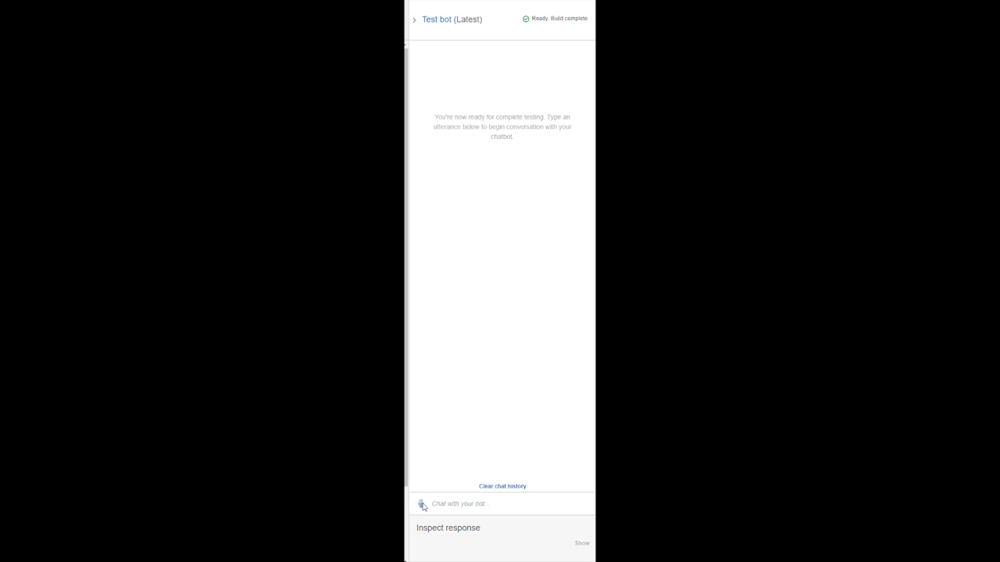 Test bot (Latest)
Ready. Build complete
You're now ready for complete testing. Type an
utterance below to begin conversation with your
chatbot.
Clear chat history
Chat with your bot...
Inspect response
Show